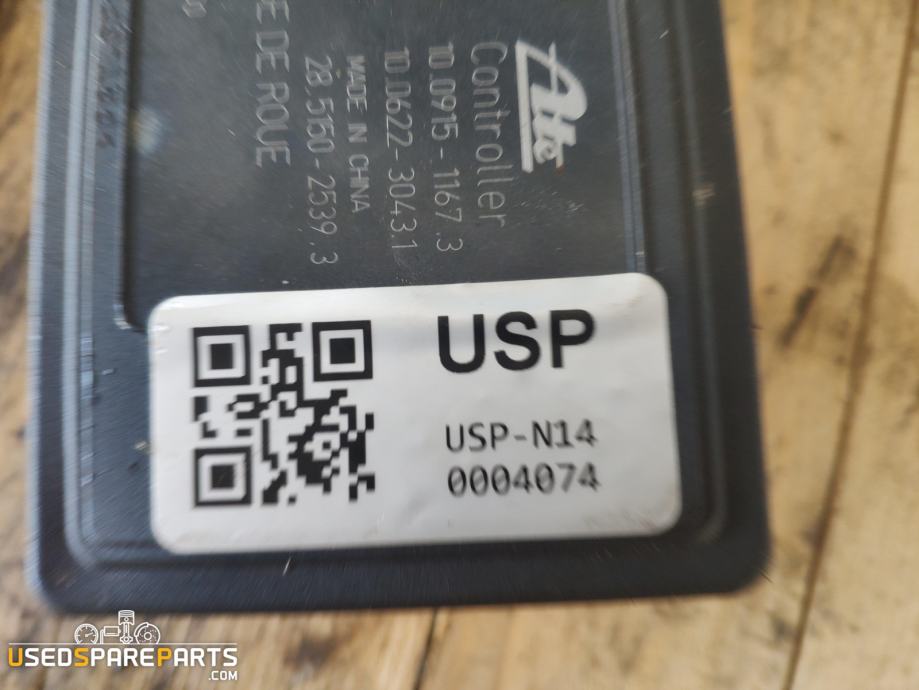 Ate
Controller
10.0915-1167.3
10.0622-3043.1
MADE IN CHINA
28.5150-2539.3
E DE ROUE
USP
USP-N14
0004074
USEDSPAREPARTS
.COM